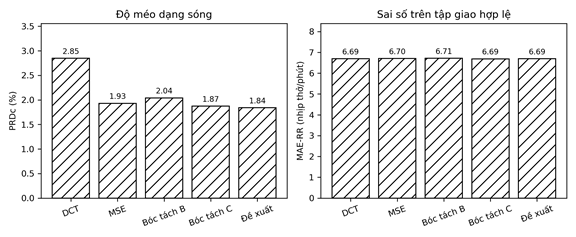 Độ méo dạng sóng
PRDc (%)
3.5
3.0
2.5
2.0
1.5
1.0
0.5
0.0
2.85
1.93
2.04
1.87
1.84
DCT
MSE
Bóc tách B
Bóc tách C
Đề xuất
Sai số trên tập giao hợp lệ
MAE-RR (nhịp thở/phút)
8
7
6
5
4
3
2
1
0
6.69
6.70
6.71
6.69
6.69
DCT
MSE
Bóc tách B
Bóc tách C
Đề xuất